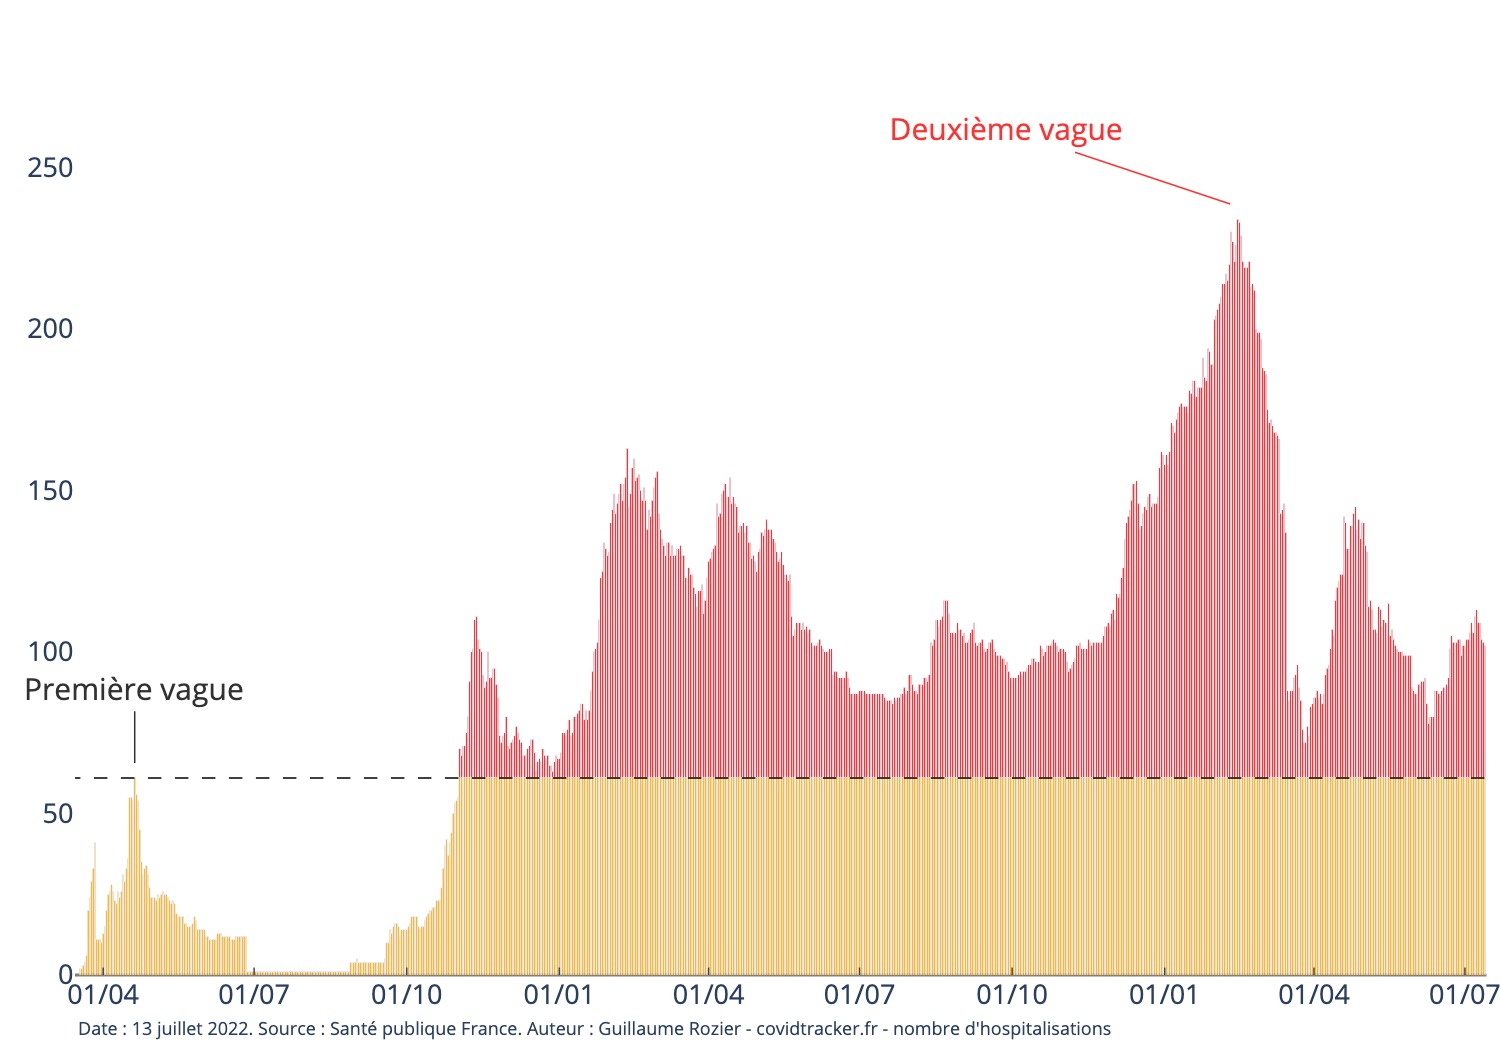 Deuxième vague
250
200
150
100
Première vague
50
0
01/04 01/07 01/10 01/01 01/04 01/07 01/10 01/01 01/04 01/07
Date : 13 juillet 2022. Source : Santé publique France. Auteur : Guillaume Rozier - covidtracker.fr - nombre d'hospitalisations